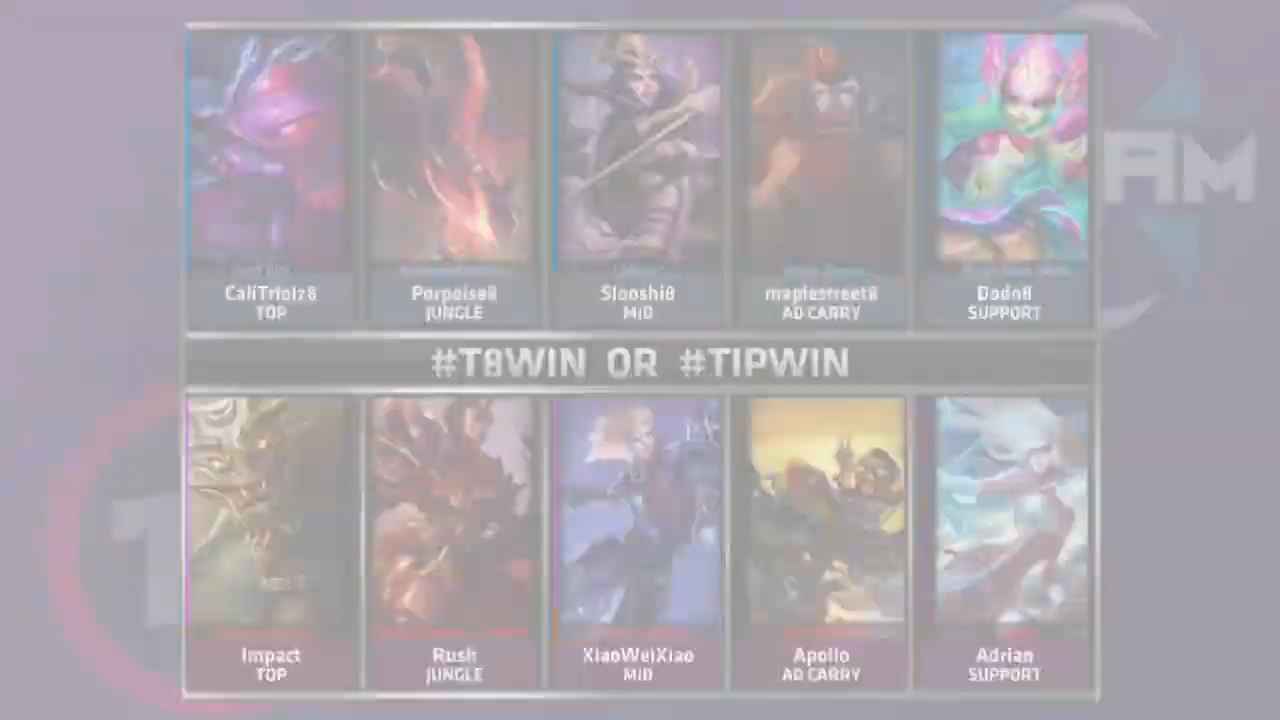 AM
CaliTrlolz8
TOP
Porpoise8
JUNGLE
Slooshi8
MID
maplestreet8
AD CARRY
Dodo8
SUPPORT
#T8WIN OR #TIPWIN
Impact
TOP
Rush
JUNGLE
XiaoWeiXiao
MID
Apollo
AD CARRY
Adrian
SUPPORT